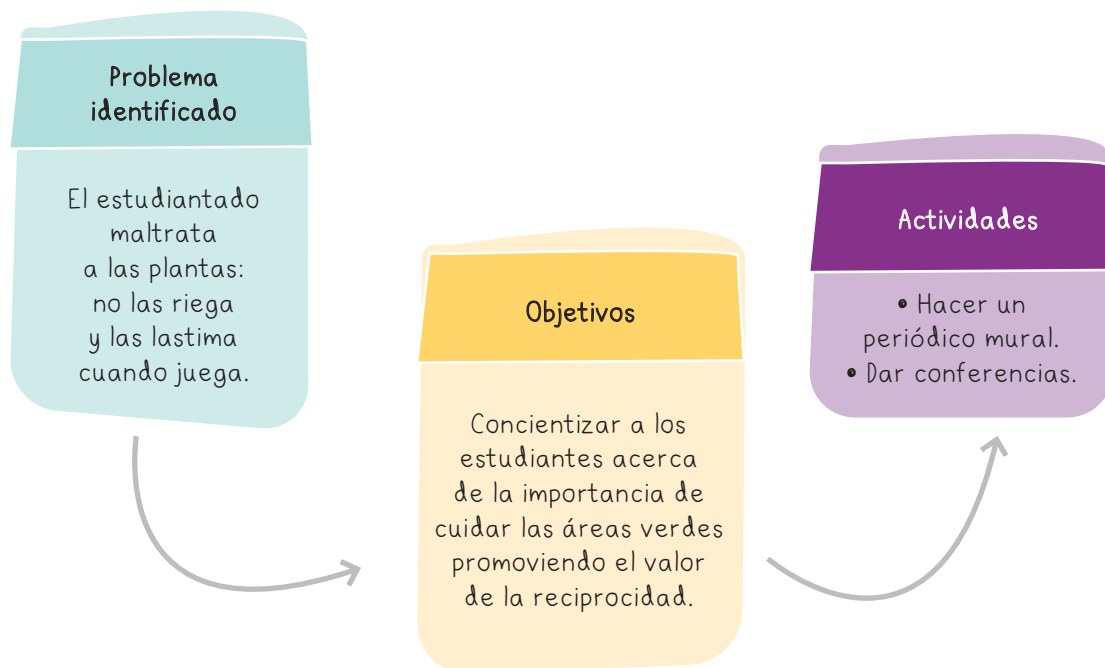 Problema
identificado
El estudiantado
maltrata
a las plantas:
no las riega
y las lastima
cuando juega.
Objetivos
Concientizar a los
estudiantes acerca
de la importancia de
cuidar las áreas verdes
promoviendo el valor
de la reciprocidad.
Actividades
• Hacer un
periódico mural.
• Dar conferencias.